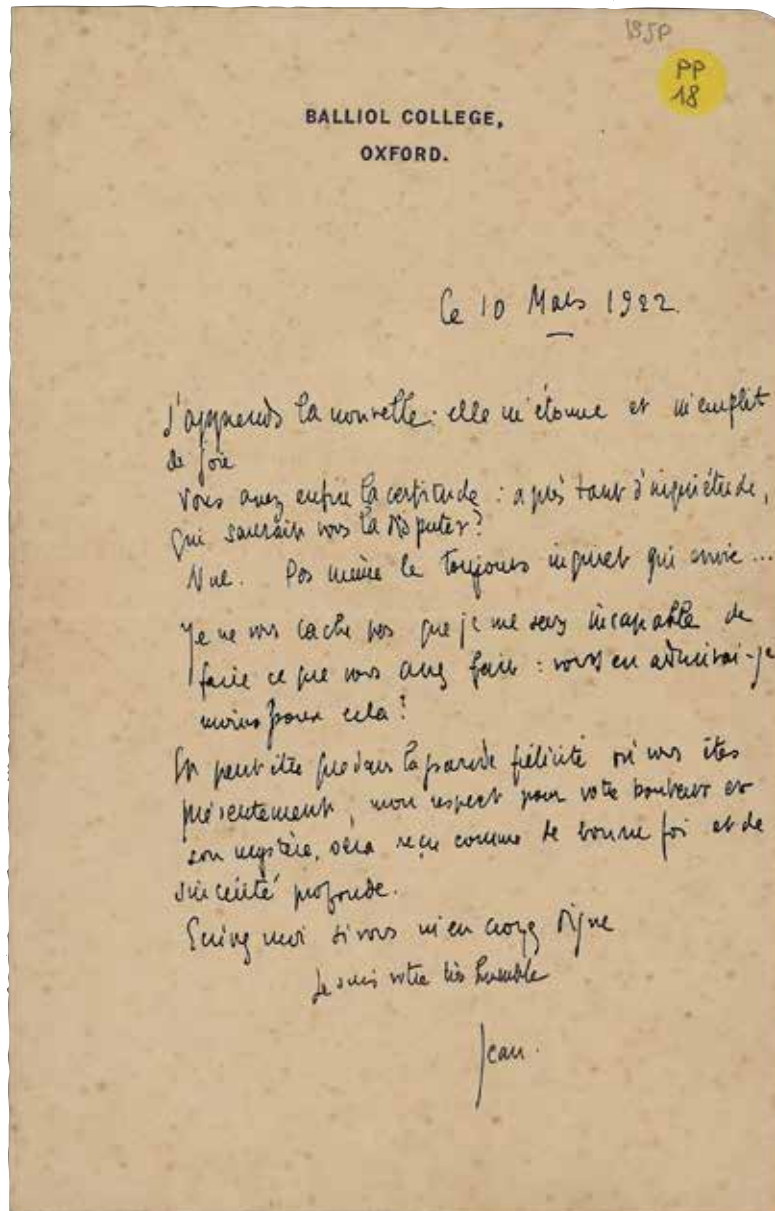 PP
18
BALLIOL COLLEGE,
OXFORD.
Ce 10 Mars 1922.
J'apprends la nouvelle : elle m'étonne et m'emplit
de joie
Vous avez enfin la certitude : après tant d'inquiétude,
qui saurait vous la disputer?
Nul. Pas même le toujours inquiet qui envie...
Je ne vous cache pas que je me sens incapable de
faire ce que vous avez fait : vous en admirai-je
moins pour cela?
Et peut être que dans la grande félicité où vous êtes
présentement, mon respect pour votre bonheur et
son mystère, sera reçu comme de bonne foi et de
sincérité profonde.
Ecrivez moi si vous m'en croyez digne
Je suis votre très humble
Jean.